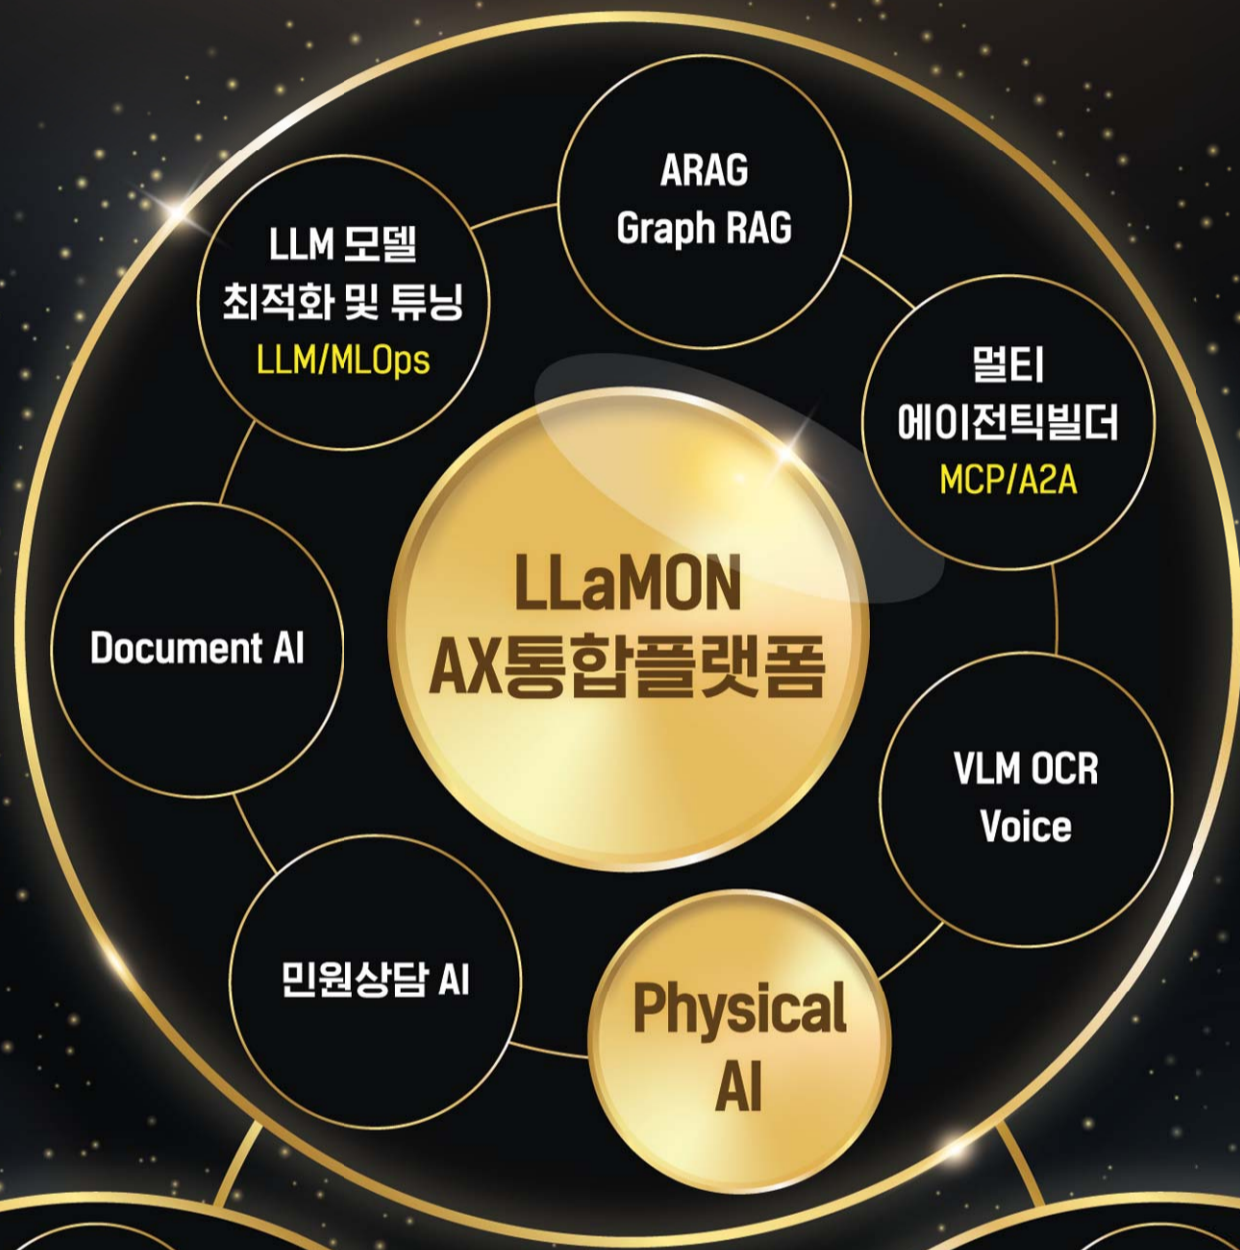 ARAG
Graph RAG
LLM 모델
최적화 및 튜닝
LLM/MLOps
멀티
에이전틱빌더
MCP/A2A
LLaMON
AX통합플랫폼
Document AI
VLM OCR
Voice
민원상담 AI
Physical
AI